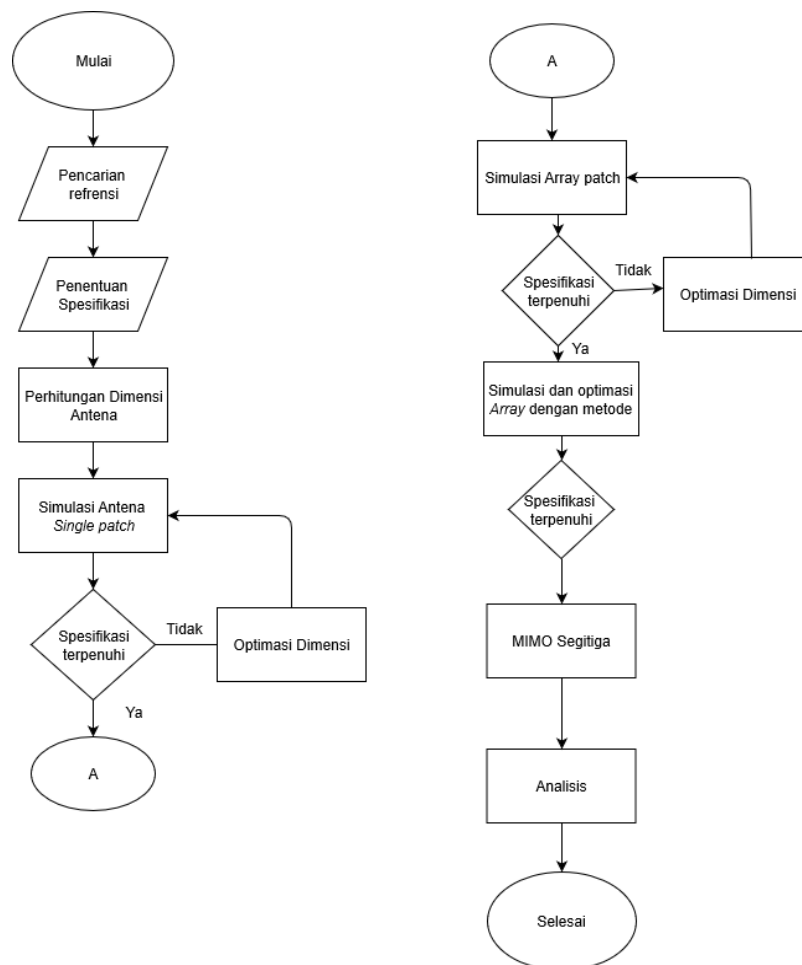 Mulai
Pencarian
refrensi
Penentuan
Spesifikasi
Perhitungan Dimensi
Antena
Simulasi Antena
Single patch
Spesifikasi
terpenuhi
Tidak
Optimasi Dimensi
Ya
A
A
Simulasi Array patch
Spesifikasi
terpenuhi
Tidak
Optimasi Dimensi
Ya
Simulasi dan optimasi
Array dengan metode
Spesifikasi
terpenuhi
MIMO Segitiga
Analisis
Selesai